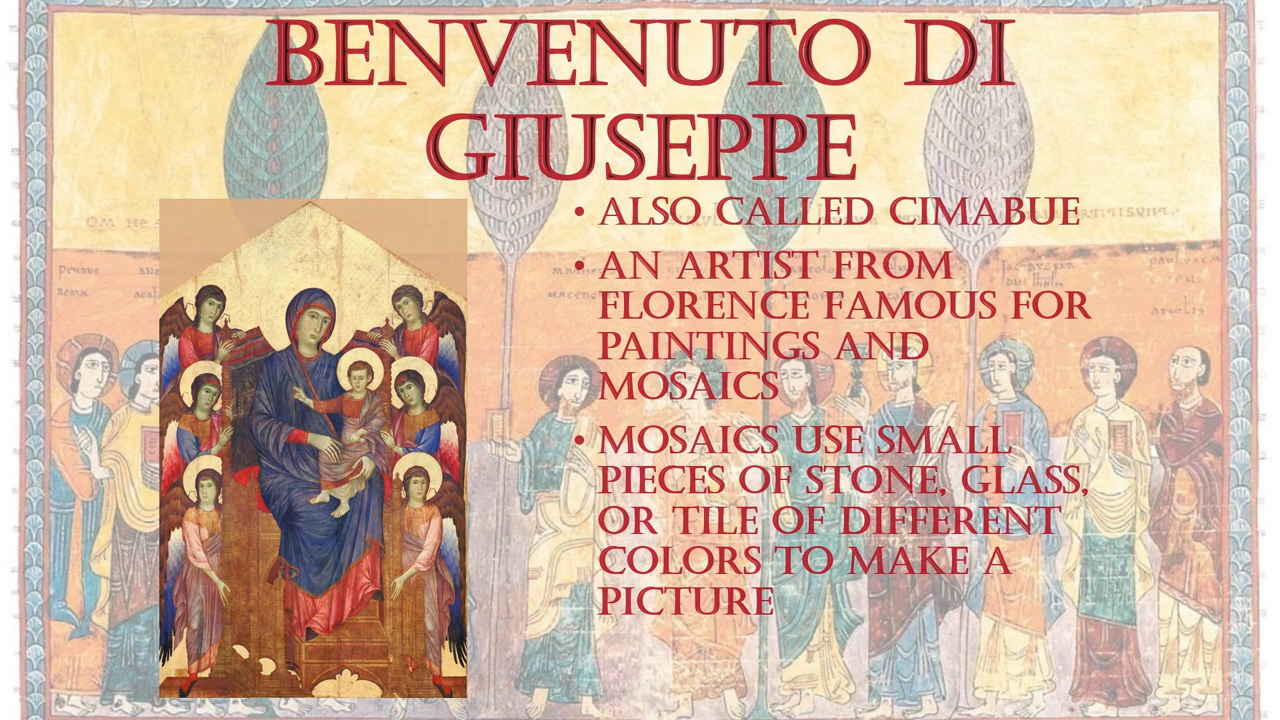 BENVENUTO DI
GIUSEPPE
• ALSO CALLED CIMABUE
• AN ARTIST FROM
FLORENCE FAMOUS FOR
PAINTINGS AND
MOSAICS
• MOSAICS USE SMALL
PIECES OF STONE, GLASS,
OR TILE OF DIFFERENT
COLORS TO MAKE A
PICTURE